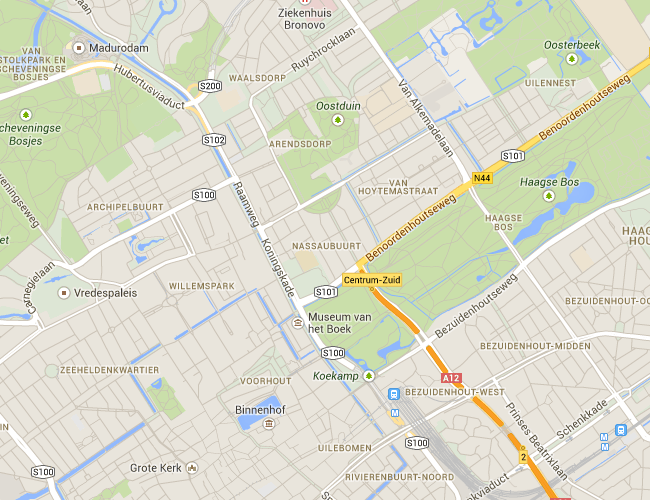 Ziekenhuis
Bronovo
VAN
STOLKPARK EN
SCHEVENINGSE
BOSJES
Madurodam
Ruychrocklaan
Oosterbeek
Hubertusviaduct
WAALSDORP
S200
Van Alkemadelaan
UILENNEST
Oostduin
Benoordenhoutseweg
Scheveningse
Bosjes
S102
ARENDSDORP
S101
N44
VAN
HOYTEMASTRAAT
Haagse Bos
S100
Raamweg
ARCHIPELBUURT
Benoordenhoutseweg
HAAGSE
BOS
NASSAUBUURT
Koningskade
Carnegielaan
Centrum-Zuid
WILLEMSPARK
S101
Vredespaleis
Bezuidenhoutseweg
Museum van
het Boek
BEZUIDENHOUT-MIDDEN
S100
ZEEHELDENKWARTIER
Koekamp
A12
VOORHOUT
BEZUIDENHOUT-WEST
Binnenhof
M
Prinses Beatrixlaan
Schenkkade
M
UILEBOMEN
S100
2
Grote Kerk
S100
RIVIERENBUURT-NOORD